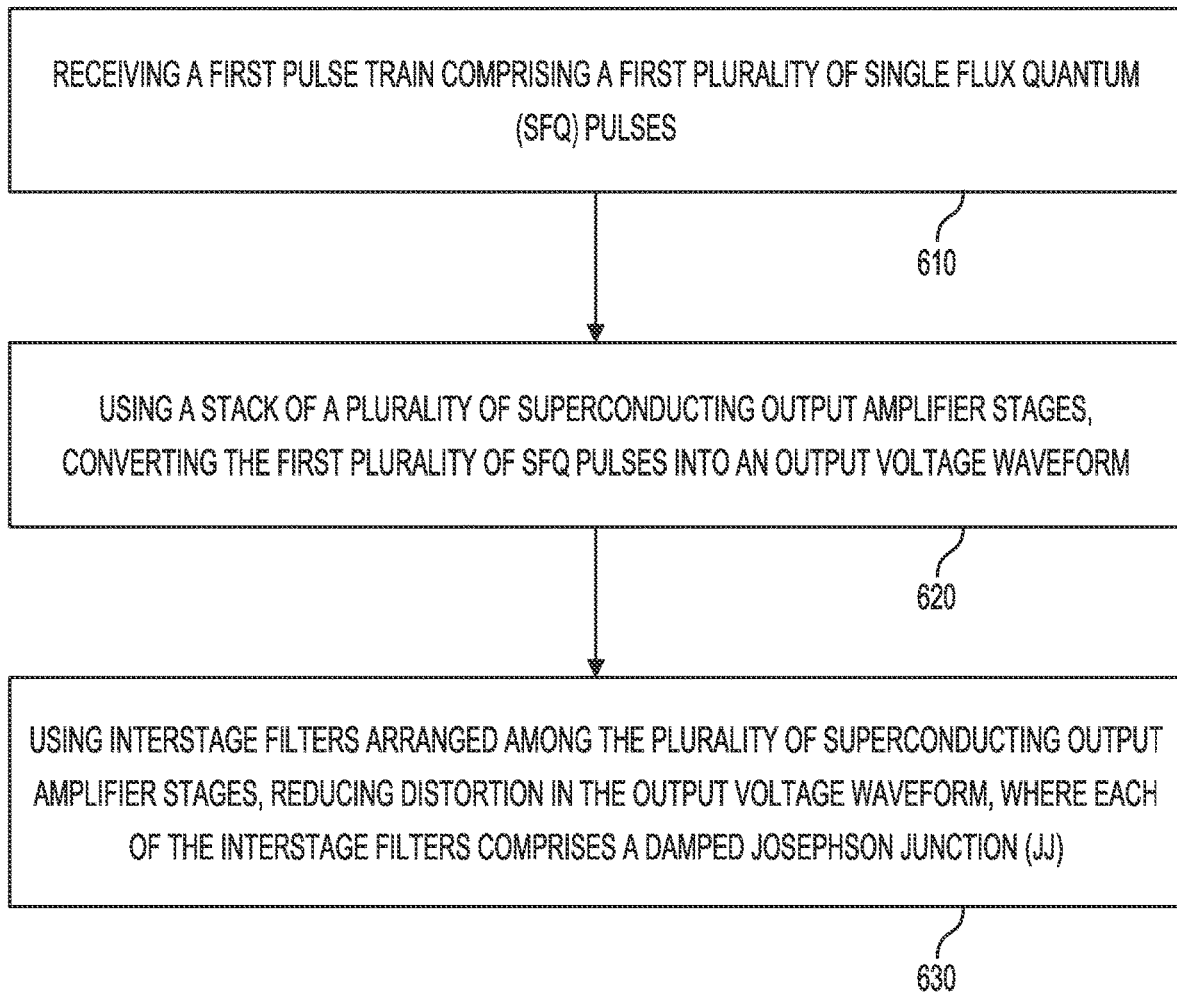 RECEIVING A FIRST PULSE TRAIN COMPRISING A FIRST PLURALITY OF SINGLE FLUX QUANTUM
(SFQ) PULSES
610
USING A STACK OF A PLURALITY OF SUPERCONDUCTING OUTPUT AMPLIFIER STAGES,
CONVERTING THE FIRST PLURALITY OF SFQ PULSES INTO AN OUTPUT VOLTAGE WAVEFORM
620
USING INTERSTAGE FILTERS ARRANGED AMONG THE PLURALITY OF SUPERCONDUCTING OUTPUT
AMPLIFIER STAGES, REDUCING DISTORTION IN THE OUTPUT VOLTAGE WAVEFORM, WHERE EACH
OF THE INTERSTAGE FILTERS COMPRISES A DAMPED JOSEPHSON JUNCTION (JJ)
630